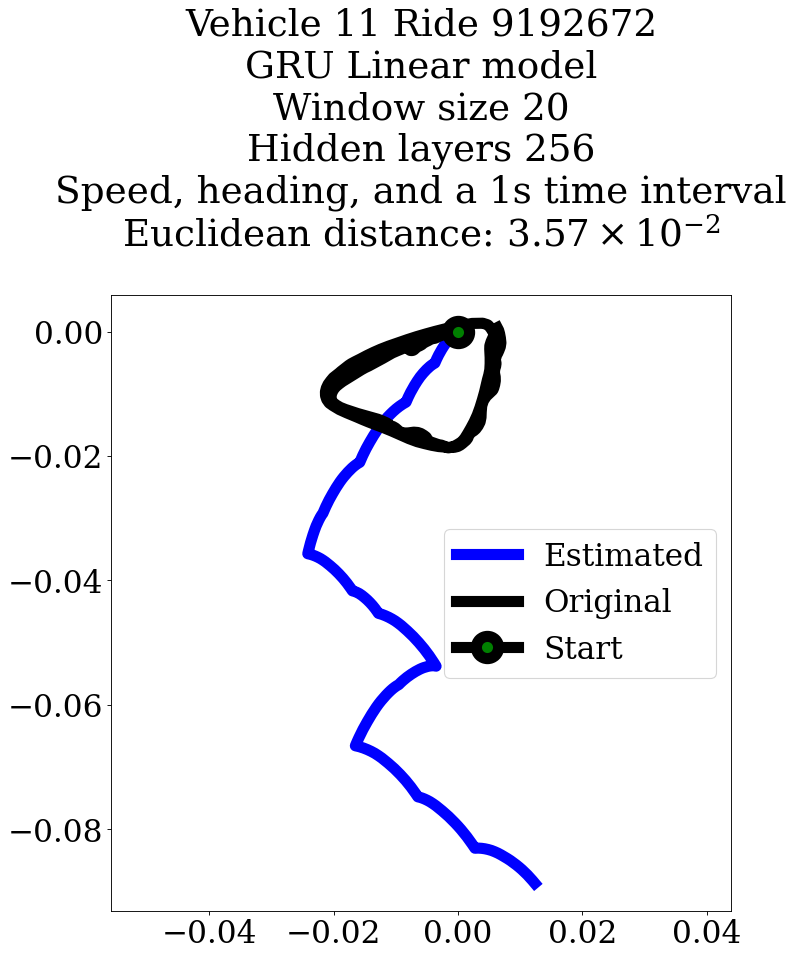 Vehicle 11 Ride 9192672
GRU Linear model
Window size 20
Hidden layers 256
Speed, heading, and a 1s time interval
Euclidean distance: 3.57 × 10⁻²
0.00
−0.02
−0.04
−0.06
−0.08
Estimated
Original
Start
−0.04 −0.02 0.00 0.02 0.04